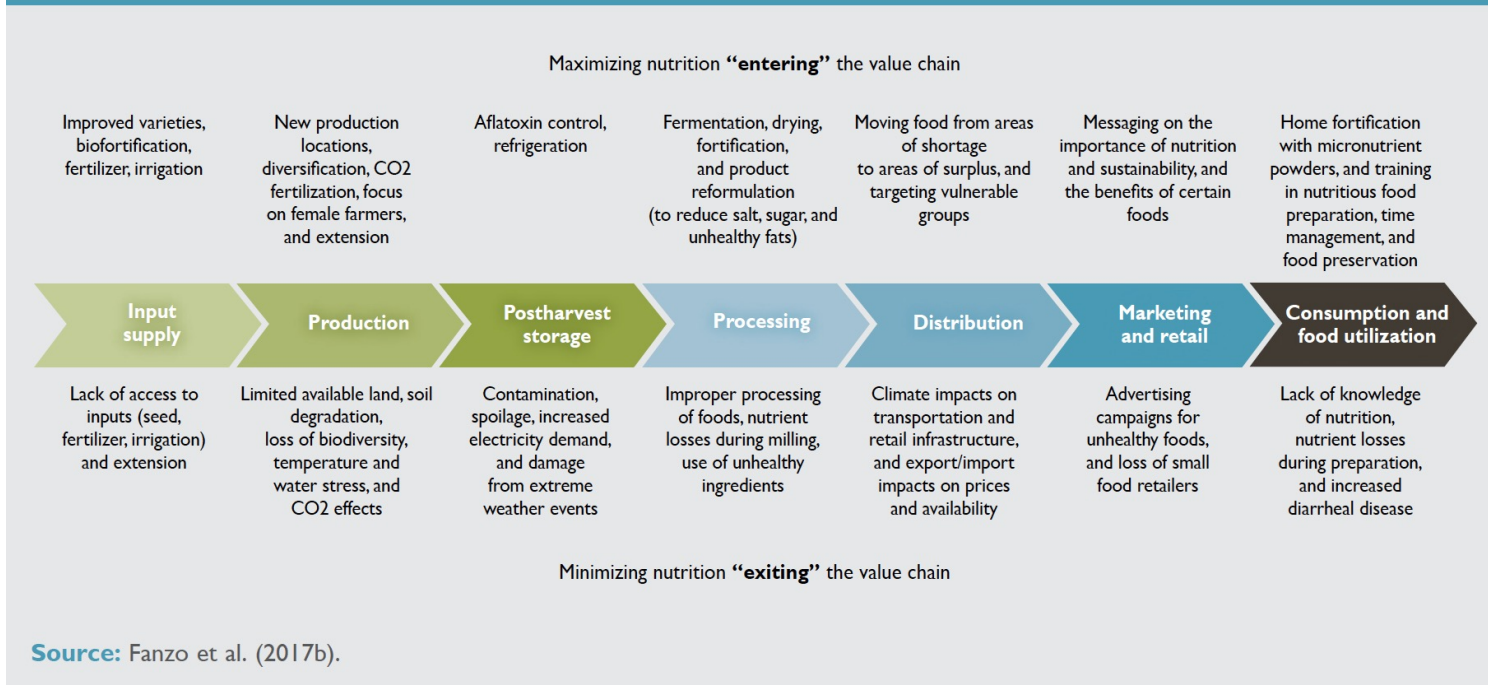 Maximizing nutrition “entering” the value chain
Improved varieties,
biofortification,
fertilizer, irrigation
New production
locations,
diversification, CO2
fertilization, focus
on female farmers,
and extension
Aflatoxin control,
refrigeration
Fermentation, drying,
fortification,
and product
reformulation
(to reduce salt, sugar, and
unhealthy fats)
Moving food from areas
of shortage
to areas of surplus, and
targeting vulnerable
groups
Messaging on the
importance of nutrition
and sustainability, and
the benefits of certain
foods
Home fortification
with micronutrient
powders, and training
in nutritious food
preparation, time
management, and
food preservation
Input
supply
Production
Postharvest
storage
Processing
Distribution
Marketing
and retail
Consumption and
food utilization
Lack of access to
inputs (seed,
fertilizer, irrigation)
and extension
Limited available land, soil
degradation,
loss of biodiversity,
temperature and
water stress, and
CO2 effects
Contamination,
spoilage, increased
electricity demand,
and damage
from extreme
weather events
Improper processing
of foods, nutrient
losses during milling,
use of unhealthy
ingredients
Climate impacts on
transportation and
retail infrastructure,
and export/import
impacts on prices
and availability
Advertising
campaigns for
unhealthy foods,
and loss of small
food retailers
Lack of knowledge
of nutrition,
nutrient losses
during preparation,
and increased
diarrheal disease
Minimizing nutrition “exiting” the value chain
Source: Fanzo et al. (2017b).